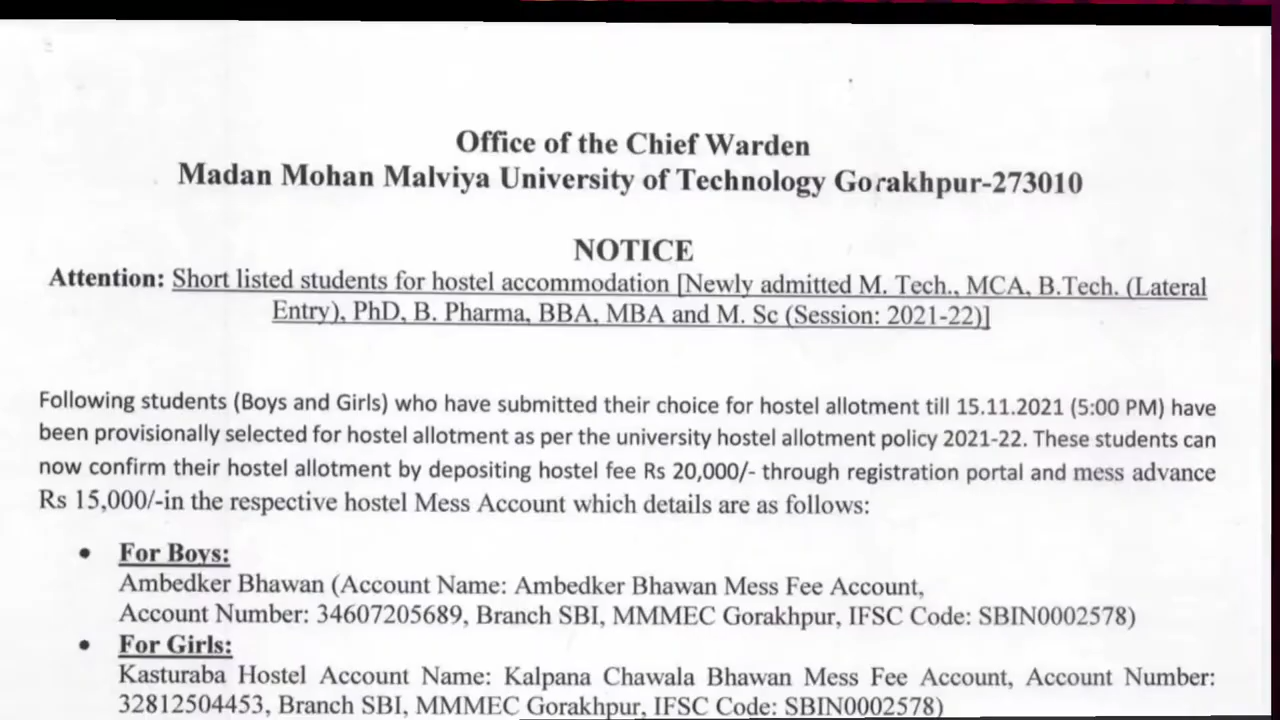 Office of the Chief Warden
Madan Mohan Malviya University of Technology Gorakhpur-273010
NOTICE
Attention: Short listed students for hostel accommodation [Newly admitted M. Tech., MCA, B.Tech. (Lateral
Entry), PhD, B. Pharma, BBA, MBA and M. Sc (Session: 2021-22)]
Following students (Boys and Girls) who have submitted their choice for hostel allotment till 15.11.2021 (5:00 PM) have
been provisionally selected for hostel allotment as per the university hostel allotment policy 2021-22. These students can
now confirm their hostel allotment by depositing hostel fee Rs 20,000/- through registration portal and mess advance
Rs 15,000/-in the respective hostel Mess Account which details are as follows:
• For Boys:
Ambedker Bhawan (Account Name: Ambedker Bhawan Mess Fee Account,
Account Number: 34607205689, Branch SBI, MMMEC Gorakhpur, IFSC Code: SBIN0002578)
• For Girls:
Kasturaba Hostel Account Name: Kalpana Chawala Bhawan Mess Fee Account, Account Number:
32812504453, Branch SBI, MMMEC Gorakhpur, IFSC Code: SBIN0002578)